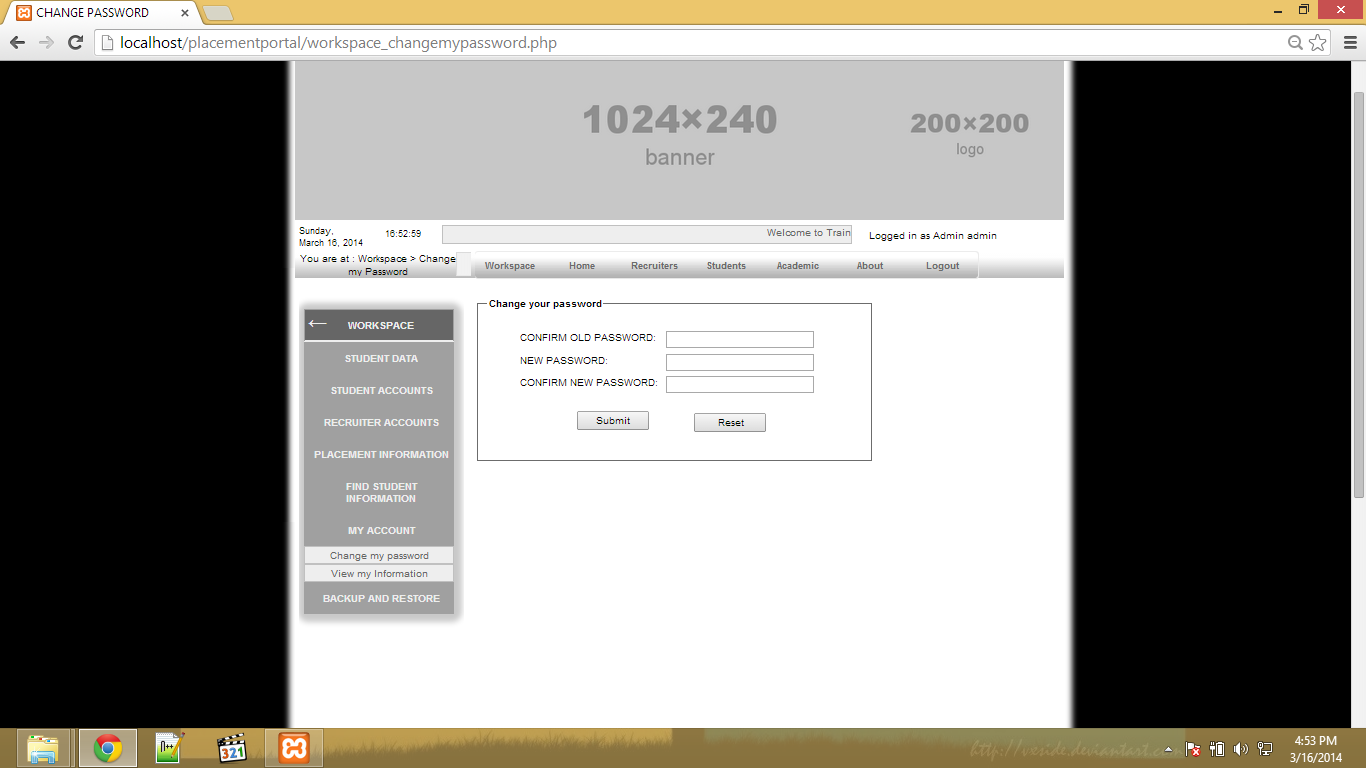 CHANGE PASSWORD
localhost/placementportal/workspace_changemypassword.php
1024×240
banner
200×200
logo
Sunday,
March 16, 2014
16:52:59
Welcome to Train
Logged in as Admin admin
You are at : Workspace > Change
my Password
Workspace Home Recruiters Students Academic About Logout
WORKSPACE
STUDENT DATA
STUDENT ACCOUNTS
RECRUITER ACCOUNTS
PLACEMENT INFORMATION
FIND STUDENT
INFORMATION
MY ACCOUNT
Change my password
View my Information
BACKUP AND RESTORE
Change your password
CONFIRM OLD PASSWORD:
NEW PASSWORD:
CONFIRM NEW PASSWORD:
Submit Reset
321
http://veside.deviantart.com
4:53 PM
3/16/2014